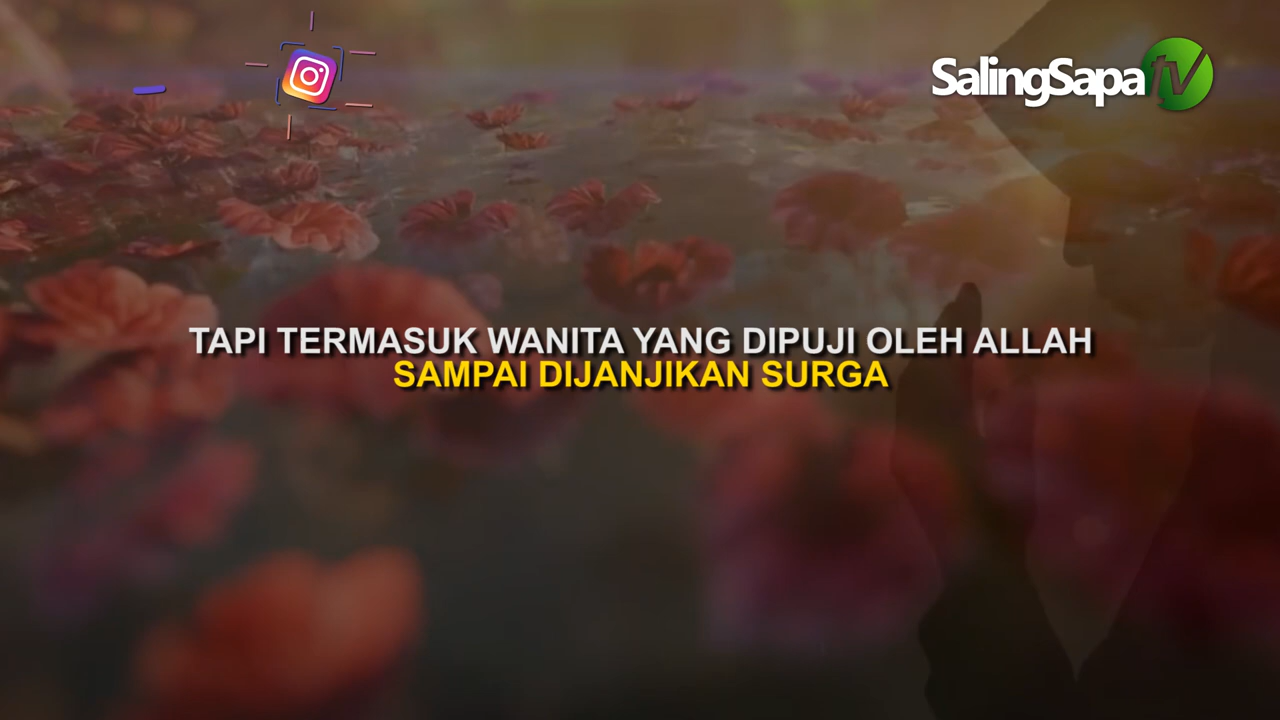 SalingSapa tv
TAPI TERMASUK WANITA YANG DIPUJI OLEH ALLAH
SAMPAI DIJANJIKAN SURGA